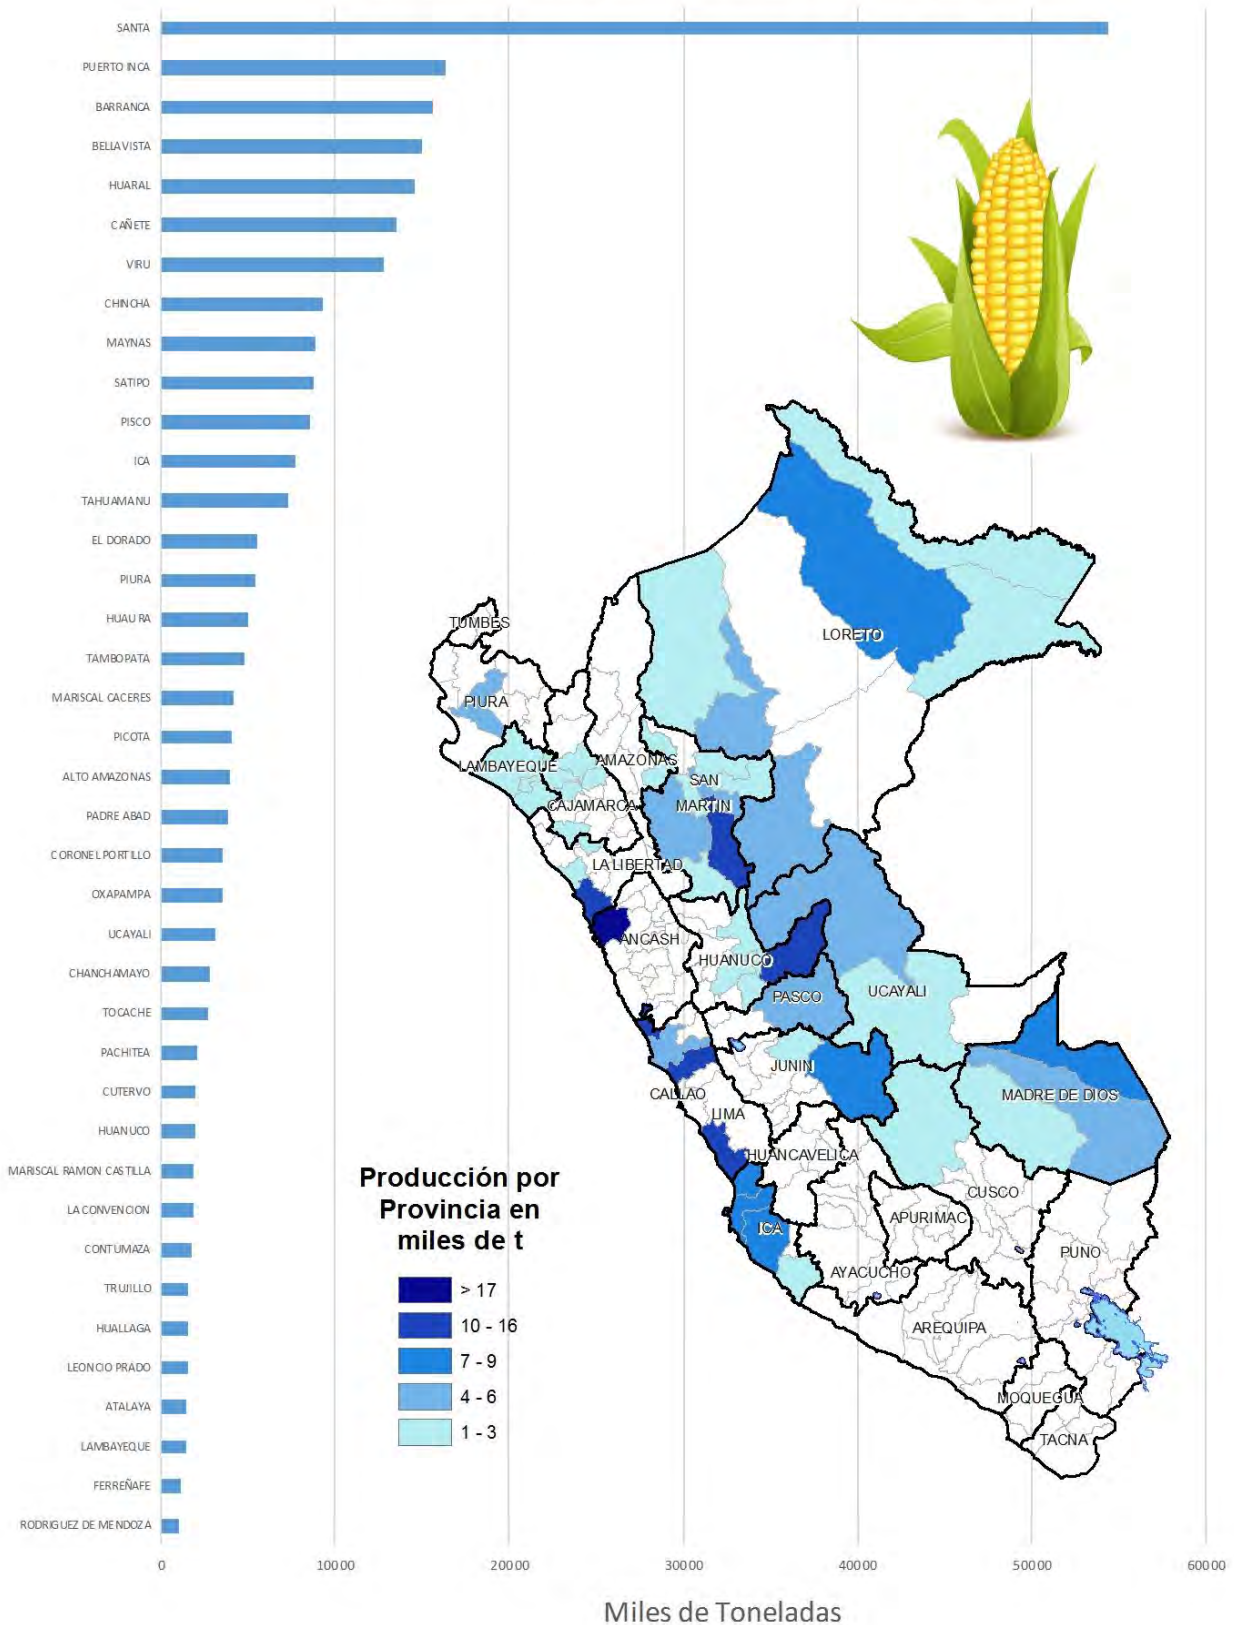 SANTA
PUERTO INCA
BARRANCA
BELLAVISTA
HUARAL
CAÑETE
VIRU
CHINCHA
MAYNAS
SATIPO
PISCO
ICA
TAHUAMANU
EL DORADO
PIURA
HUAURA
TAMBOPATA
MARISCAL CACERES
PICOTA
ALTO AMAZONAS
PADRE ABAD
CORONEL PORTILLO
OXAPAMPA
UCAYALI
CHANCHAMAYO
TOCACHE
PACHITEA
CUTERVO
HUANUCO
MARISCAL RAMON CASTILLA
LA CONVENCION
CONTUMAZA
TRUJILLO
HUALLAGA
LEONCIO PRADO
ATALAYA
LAMBAYEQUE
FERREÑAFE
RODRIGUEZ DE MENDOZA
0 10000 20000 30000 40000 50000 60000
Miles de Toneladas
TUMBES
LORETO
PIURA
LAMBAYEQUE
AMAZONAS
SAN
MARTIN
CAJAMARCA
LA LIBERTAD
ANCASH
HUANUCO
PASCO
UCAYALI
JUNIN
CALLAO
LIMA
MADRE DE DIOS
HUANCAVELICA
CUSCO
APURIMAC
ICA
AYACUCHO
PUNO
AREQUIPA
MOQUEGUA
TACNA
Producción por
Provincia en
miles de t
> 17
10 - 16
7 - 9
4 - 6
1 - 3